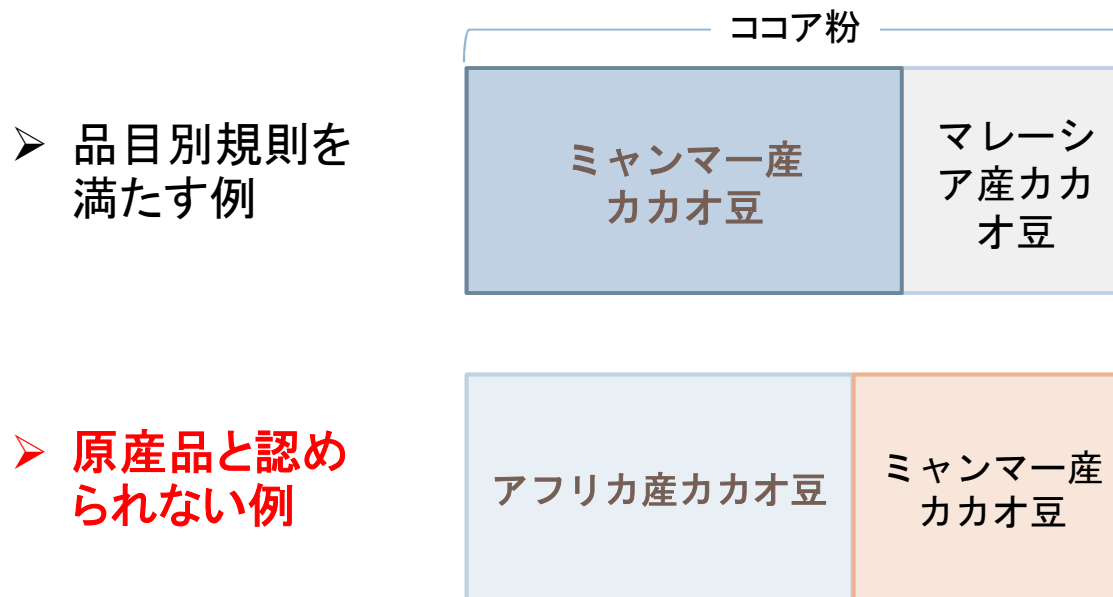 ココア粉
➢ 品目別規則を
満たす例
ミャンマー産
カカオ豆
マレーシ
ア産カカ
オ豆
➢ 原産品と認め
られない例
アフリカ産カカオ豆
ミャンマー産
カカオ豆